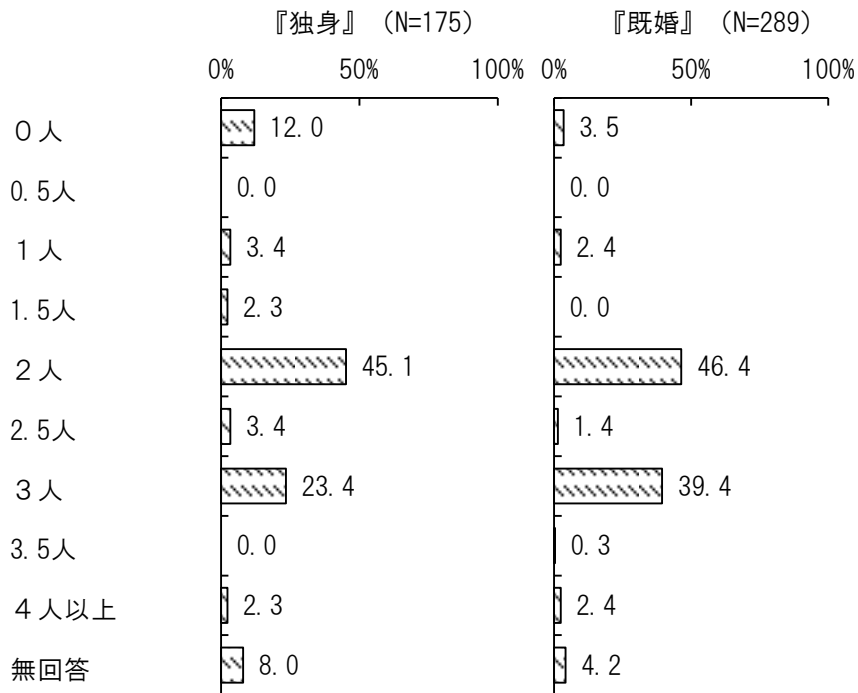 『独身』（N=175） 『既婚』（N=289）
0% 50% 100% 0% 50% 100%
０人 12.0 3.5
0.5人 0.0 0.0
１人 3.4 2.4
1.5人 2.3 0.0
２人 45.1 46.4
2.5人 3.4 1.4
３人 23.4 39.4
3.5人 0.0 0.3
４人以上 2.3 2.4
無回答 8.0 4.2